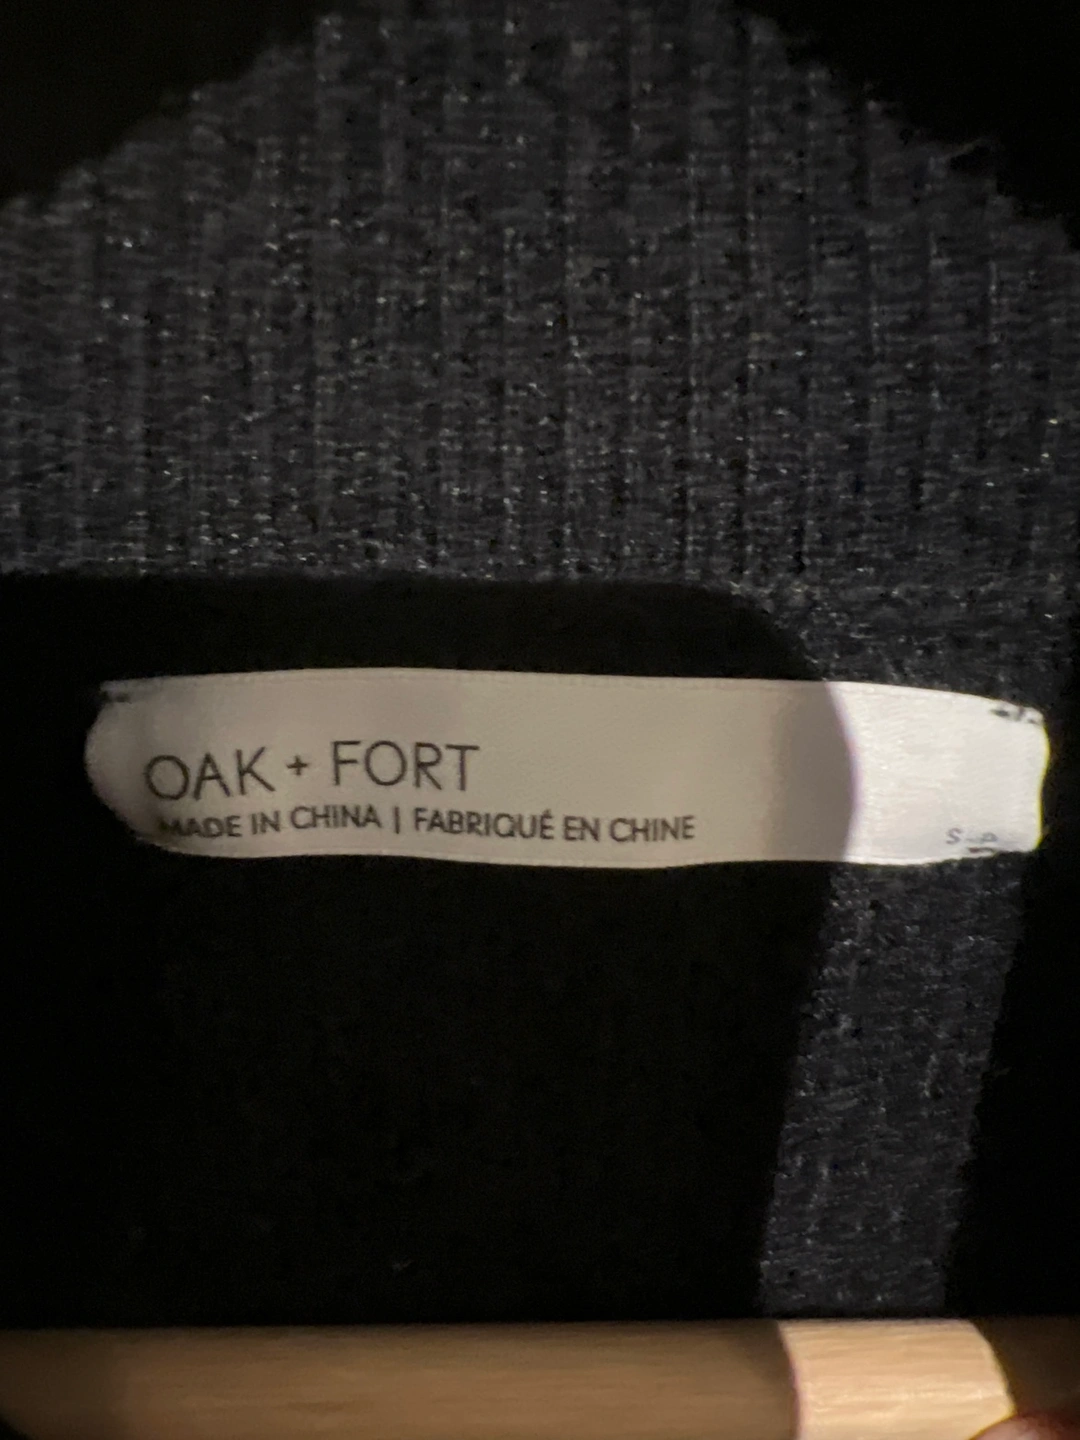 OAK + FORT
MADE IN CHINA | FABRIQUÉ EN CHINE
S-P